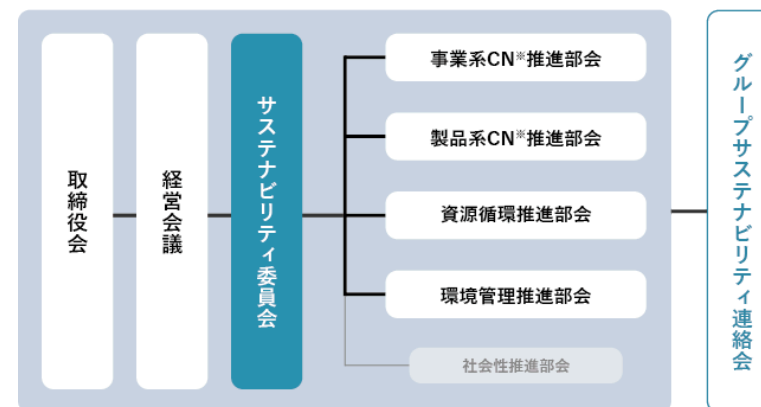 取締役会
経営会議
サステナビリティ委員会
事業系CN※推進部会
製品系CN※推進部会
資源循環推進部会
環境管理推進部会
社会性推進部会
グループサステナビリティ連絡会